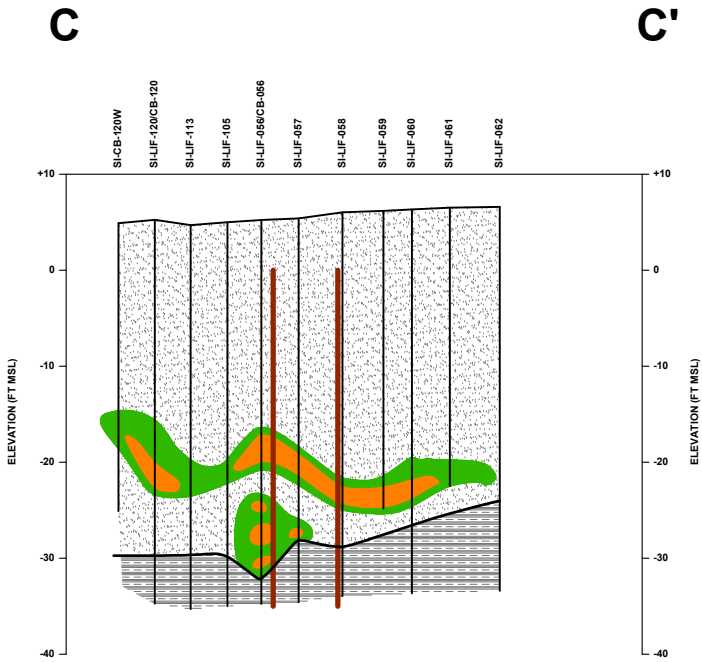 C
C'
SI-CB-120W
SI-LIF-120/CB-120
SI-LIF-113
SI-LIF-105
SI-LIF-056/CB-056
SI-LIF-057
SI-LIF-058
SI-LIF-059
SI-LIF-060
SI-LIF-061
SI-LIF-062
+10
0
-10
-20
-30
-40
ELEVATION (FT MSL)
+10
0
-10
-20
-30
-40
ELEVATION (FT MSL)